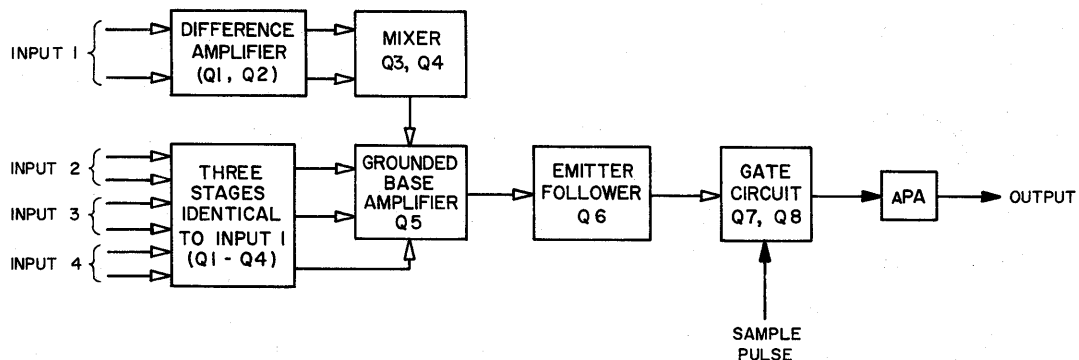 INPUT 1
DIFFERENCE
AMPLIFIER
(Q1, Q2)
MIXER
Q3, Q4
INPUT 2
INPUT 3
INPUT 4
THREE
STAGES
IDENTICAL
TO INPUT 1
(Q1 - Q4)
GROUNDED
BASE
AMPLIFIER
Q5
EMITTER
FOLLOWER
Q6
GATE
CIRCUIT
Q7, Q8
APA
OUTPUT
SAMPLE
PULSE